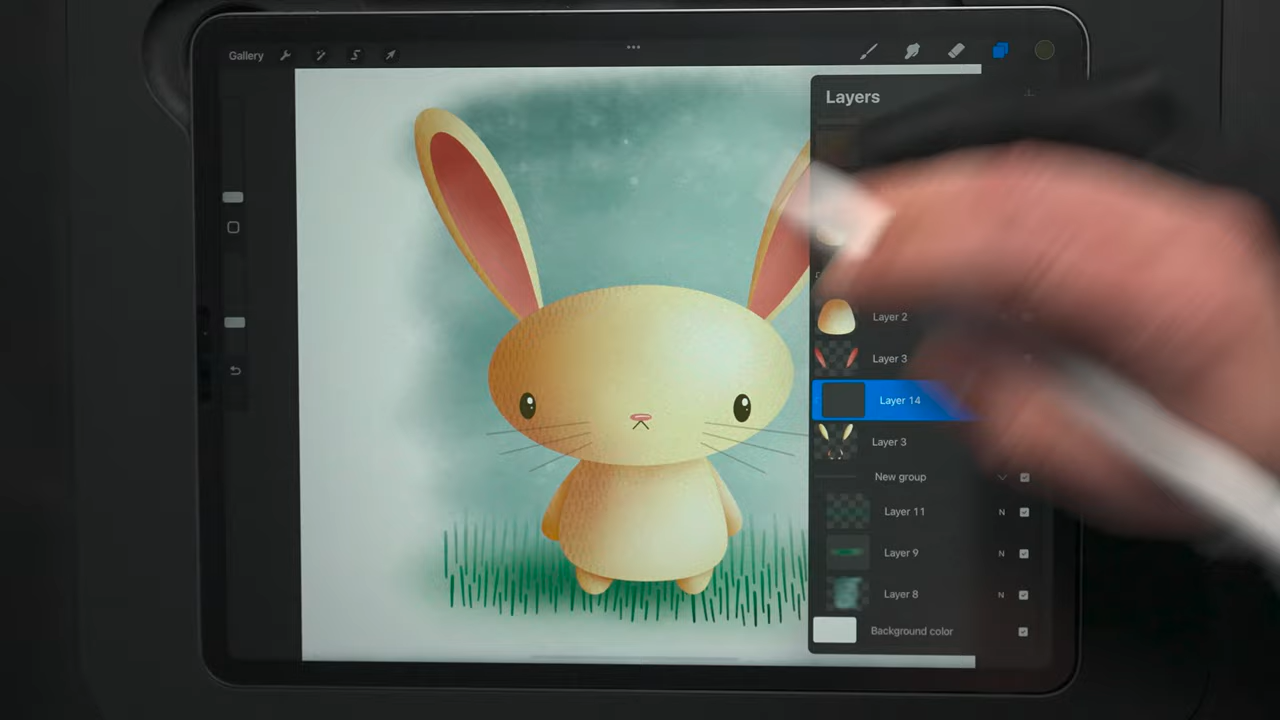 Gallery
Layers
Layer 2
Layer 3
Layer 14
Layer 3
New group
Layer 11 N
Layer 9 N
Layer 8 N
Background color